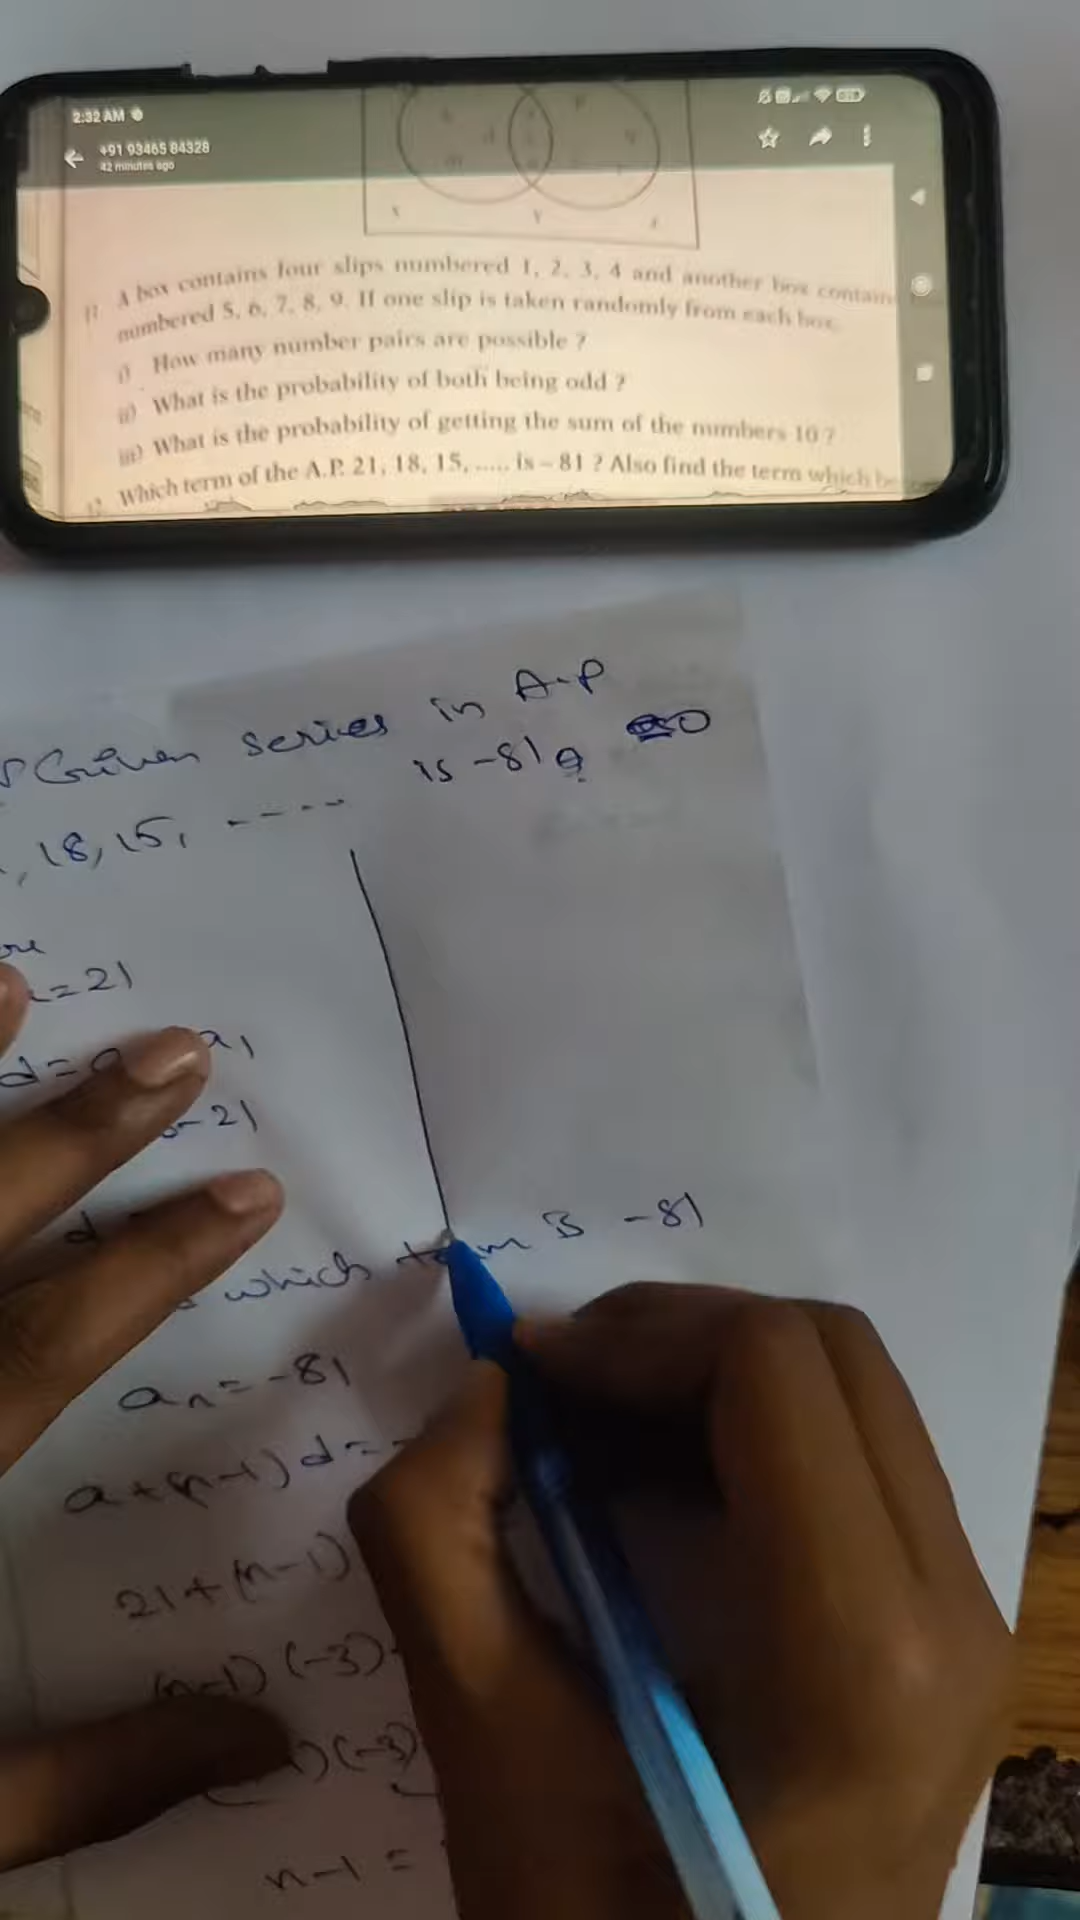 2:32 AM
+91 93465 84328
42 minutes ago
A box contains four slips numbered 1, 2, 3, 4 and another box contains
numbered 5, 6, 7, 8, 9. If one slip is taken randomly from each box.
i) How many number pairs are possible ?
ii) What is the probability of both being odd ?
iii) What is the probability of getting the sum of the numbers 10 ?
Which term of the A.P. 21, 18, 15, ..... is – 81 ? Also find the term which
Given series in A.P
, 18, 15, ----- is -81
=21
d= a1
-21
d
which term is -81
an = -81
a+(n-1)d=-
21+(n-1)
(n-1)(-3)
)(-3)
n-1 =